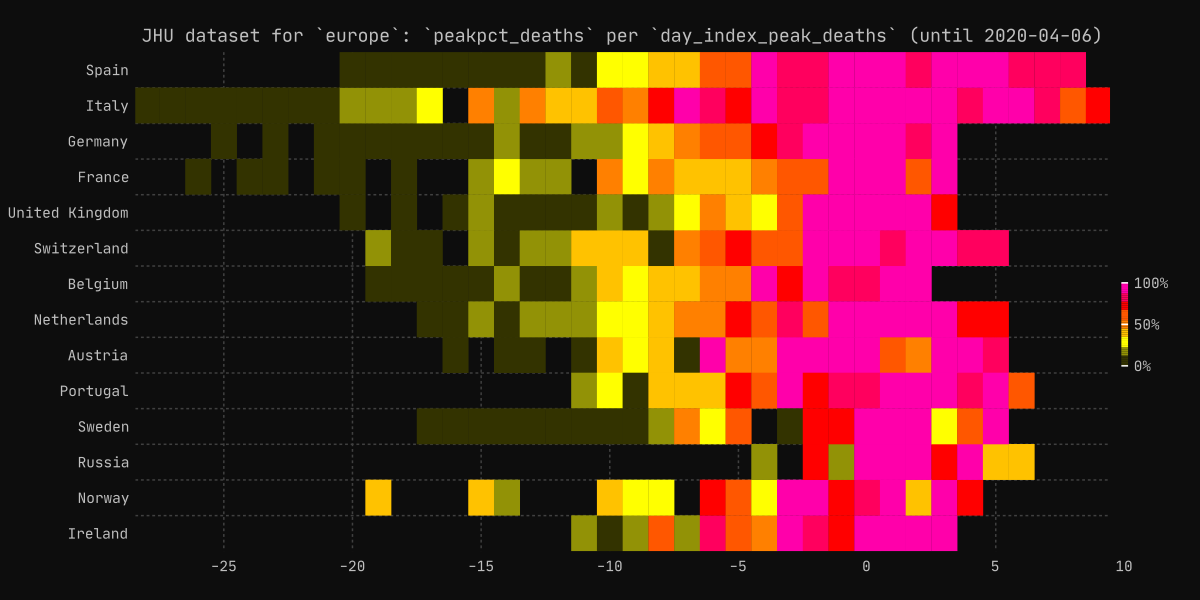 JHU dataset for `europe`: `peakpct_deaths` per `day_index_peak_deaths` (until 2020-04-06)
Spain
Italy
Germany
France
United Kingdom
Switzerland
Belgium
Netherlands
Austria
Portugal
Sweden
Russia
Norway
Ireland
100%
50%
0%
-25 -20 -15 -10 -5 0 5 10